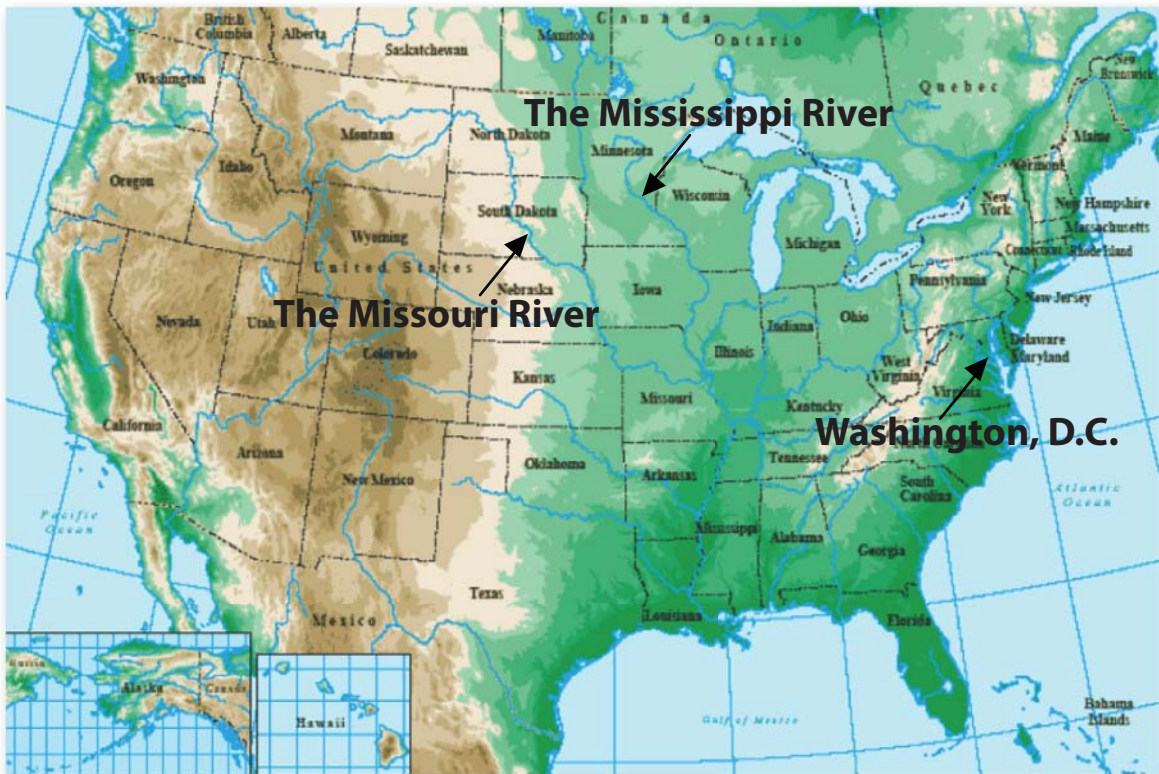 Canada
British
Columbia
Alberta
Saskatchewan
Manitoba
Ontario
Quebec
New
Brunswick
Washington
The Mississippi River
Montana
North Dakota
Minnesota
Maine
Oregon
Idaho
Wisconsin
Vermont
New
York
New Hampshire
South Dakota
Massachusetts
Wyoming
Michigan
Connecticut
Rhode Island
United States
Nebraska
Iowa
Pennsylvania
New Jersey
The Missouri River
Nevada
Utah
Colorado
Illinois
Indiana
Ohio
Delaware
Maryland
West
Virginia
Virginia
Kansas
Missouri
Kentucky
California
Washington, D.C.
Arizona
New Mexico
Oklahoma
Arkansas
Tennessee
South
Carolina
Atlantic
Ocean
Pacific
Ocean
Mississippi
Alabama
Georgia
Texas
Louisiana
Florida
Mexico
Russia
Alaska
Canada
Hawaii
Gulf of Mexico
Bahama
Islands